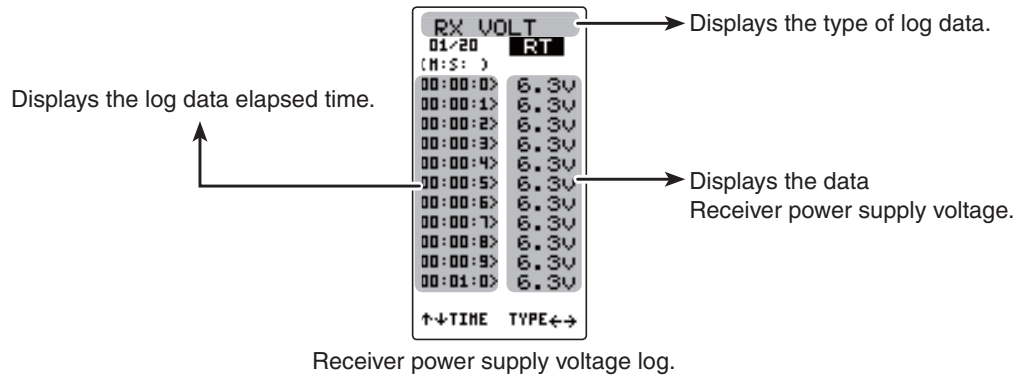 RX VOLT
Displays the type of log data.
01/20 RT
(M:S: )
Displays the log data elapsed time.
00:00:0> 6.3V
00:00:1> 6.3V
00:00:2> 6.3V
00:00:3> 6.3V
00:00:4> 6.3V
00:00:5> 6.3V
00:00:6> 6.3V
00:00:7> 6.3V
00:00:8> 6.3V
00:00:9> 6.3V
00:01:0> 6.3V
Displays the data
Receiver power supply voltage.
↑↓TIME TYPE←→
Receiver power supply voltage log.